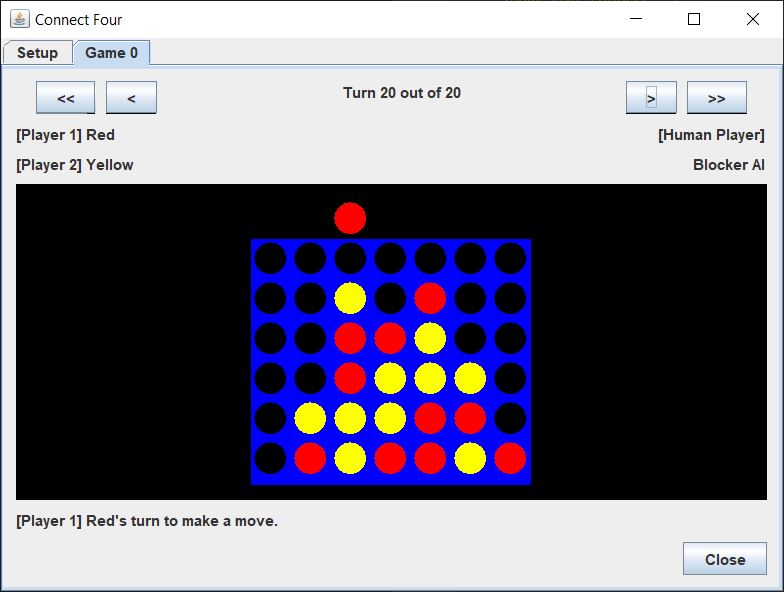 Connect Four
Setup Game 0
<< < Turn 20 out of 20 > >>
[Player 1] Red [Human Player]
[Player 2] Yellow Blocker AI
[Player 1] Red's turn to make a move.
Close